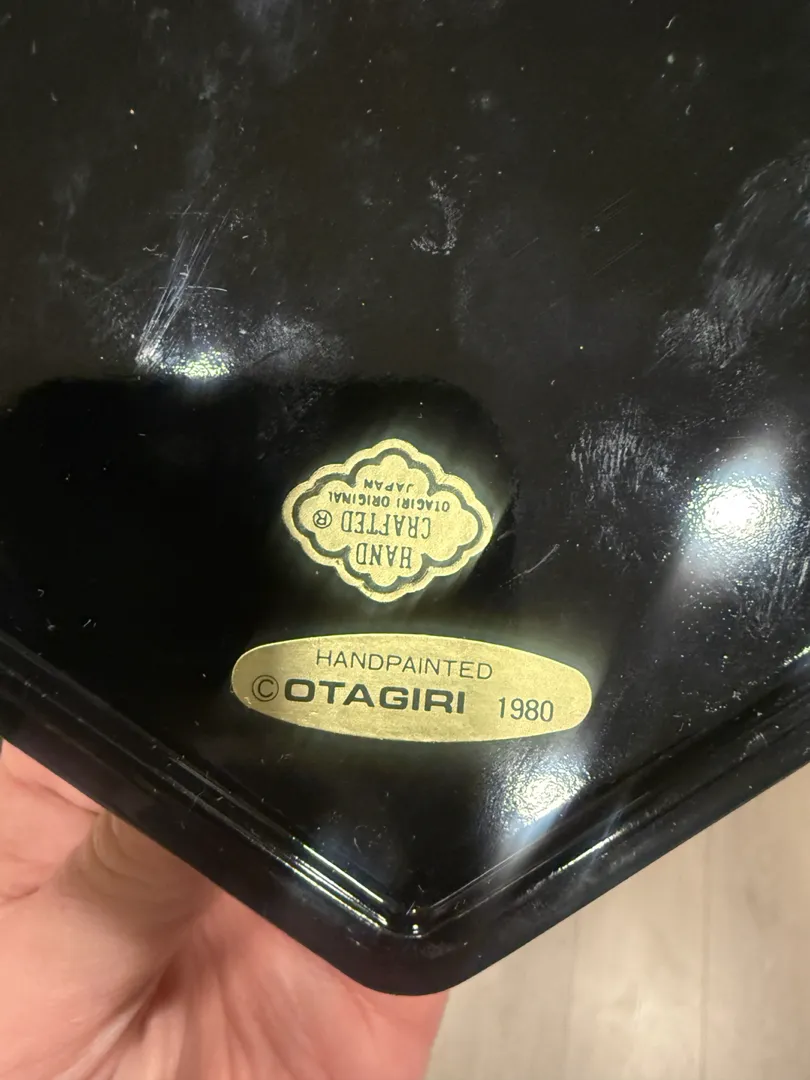 HAND
CRAFTED ®
OTAGIRI ORIGINAL
JAPAN
HANDPAINTED
© OTAGIRI 1980